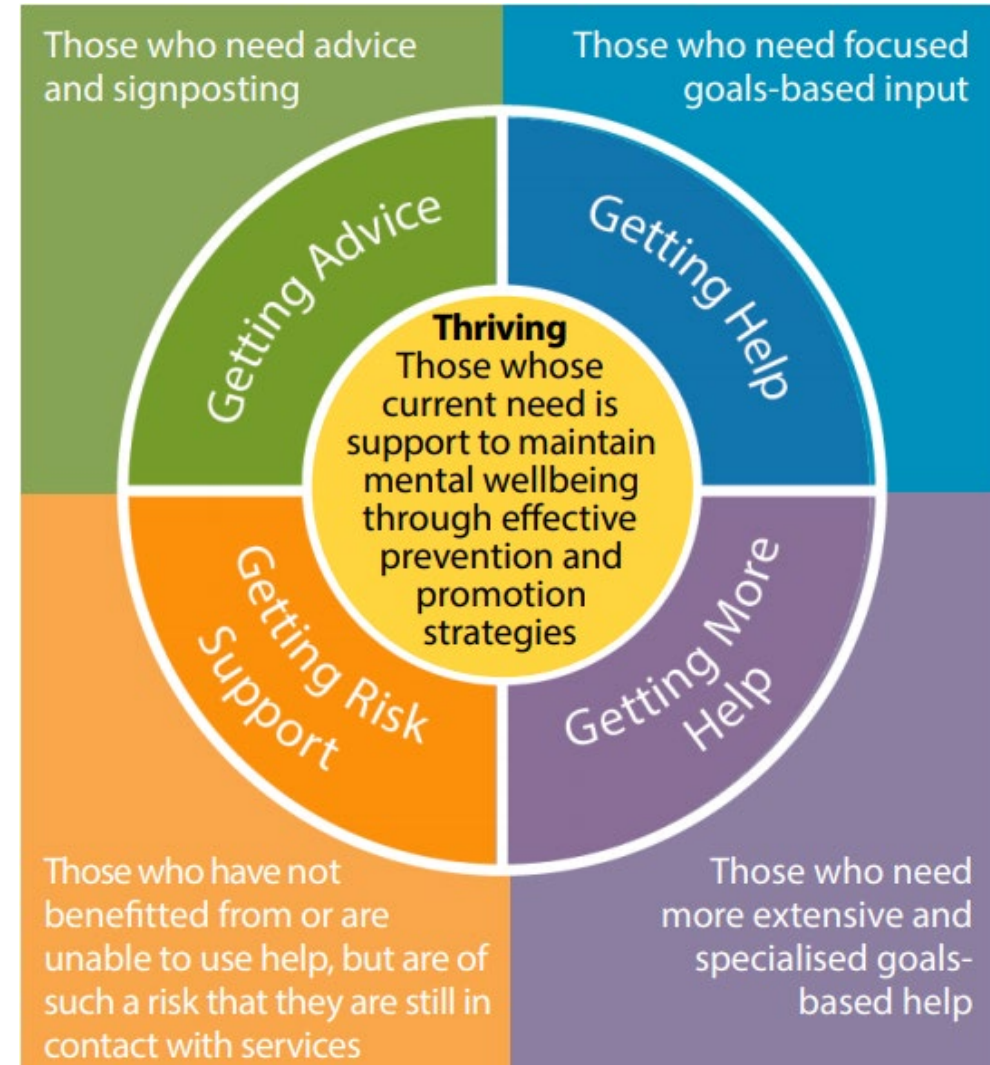 Those who need advice
and signposting
Those who need focused
goals-based input
Getting Advice
Getting Help
Thriving
Those whose
current need is
support to maintain
mental wellbeing
through effective
prevention and
promotion
strategies
Getting Risk
Support
Getting More
Help
Those who have not
benefitted from or are
unable to use help, but are of
such a risk that they are still in
contact with services
Those who need
more extensive and
specialised goals-
based help